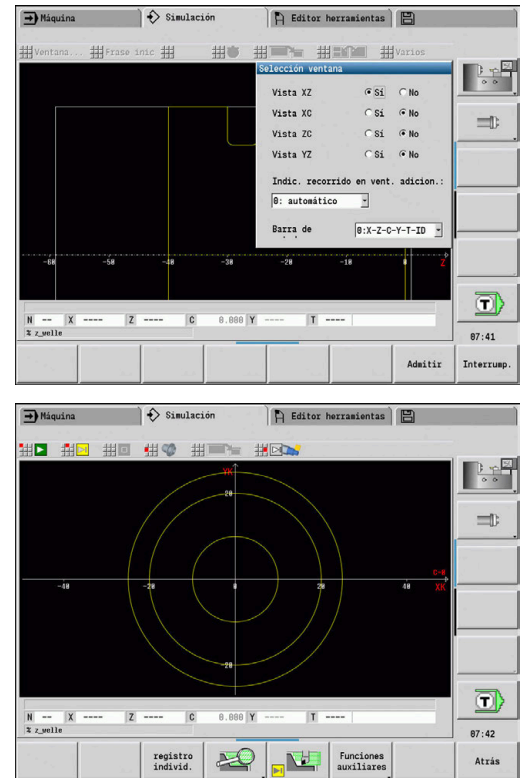 Máquina Simulación Editor herramientas
Ventana... Frase inic Varios
Selección ventana
Vista XZ Sí No
Vista XC Sí No
Vista ZC Sí No
Vista YZ Sí No
Indic. recorrido en vent. adicion.:
0: automático
Barra de 0:X-Z-C-Y-T-ID
-60 -50 -40 -30 -20 -10 0 Z
N -- X ---- Z ---- C 0.000 Y ---- T ----
% z_welle
07:41
Admitir Interrump.
Máquina Simulación Editor herramientas
YK
20
C-0
-40 -20 0 20 40 XK
-20
N -- X ---- Z ---- C 0.000 Y ---- T ----
% z_welle
07:42
registro individ. Funciones auxiliares Atrás